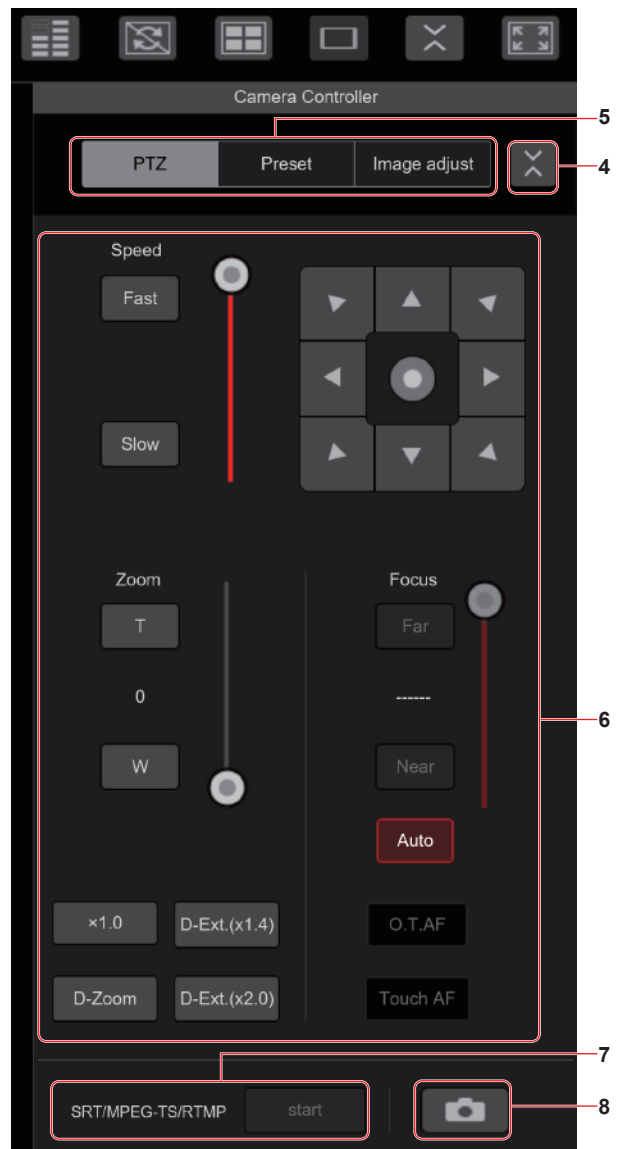 Camera Controller
5
PTZ Preset Image adjust
4
Speed
Fast
Slow
Zoom Focus
T Far
0 ------
6
W Near
Auto
×1.0 D-Ext.(x1.4) O.T.AF
D-Zoom D-Ext.(x2.0) Touch AF
7
SRT/MPEG-TS/RTMP start
8